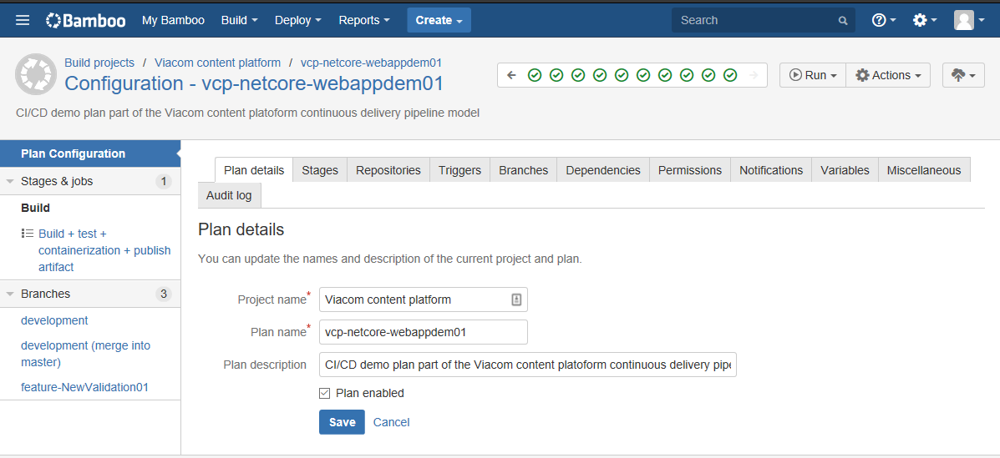 Bamboo My Bamboo Build Deploy Reports Create Search
Build projects / Viacom content platform / vcp-netcore-webappdem01
Configuration - vcp-netcore-webappdem01
Run Actions
CI/CD demo plan part of the Viacom content platoform continuous delivery pipeline model
Plan Configuration
Stages & jobs 1
Build
Build + test +
containerization + publish
artifact
Branches 3
development
development (merge into
master)
feature-NewValidation01
Plan details Stages Repositories Triggers Branches Dependencies Permissions Notifications Variables Miscellaneous
Audit log
Plan details
You can update the names and description of the current project and plan.
Project name* Viacom content platform
Plan name* vcp-netcore-webappdem01
Plan description CI/CD demo plan part of the Viacom content platoform continuous delivery pipe
Plan enabled
Save Cancel